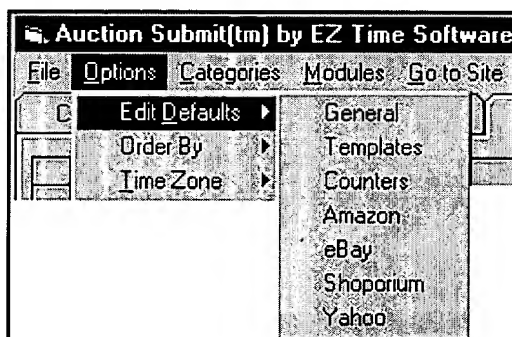 Auction Submit(tm) by EZ Time Software
File Options Categories Modules Go to Site
Edit Defaults
Order By
Time Zone
General
Templates
Counters
Amazon
eBay
Shoporium
Yahoo